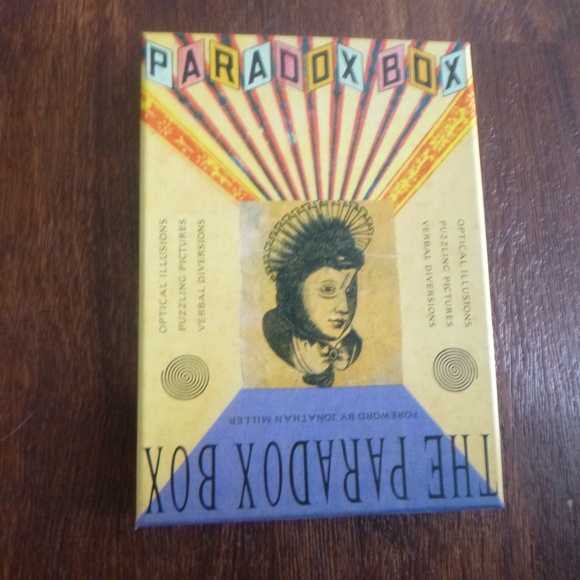 PARADOX BOX
OPTICAL ILLUSIONS
PUZZLING PICTURES
VERBAL DIVERSIONS
OPTICAL ILLUSIONS
PUZZLING PICTURES
VERBAL DIVERSIONS
FOREWORD BY JONATHAN MILLER
THE PARADOX BOX